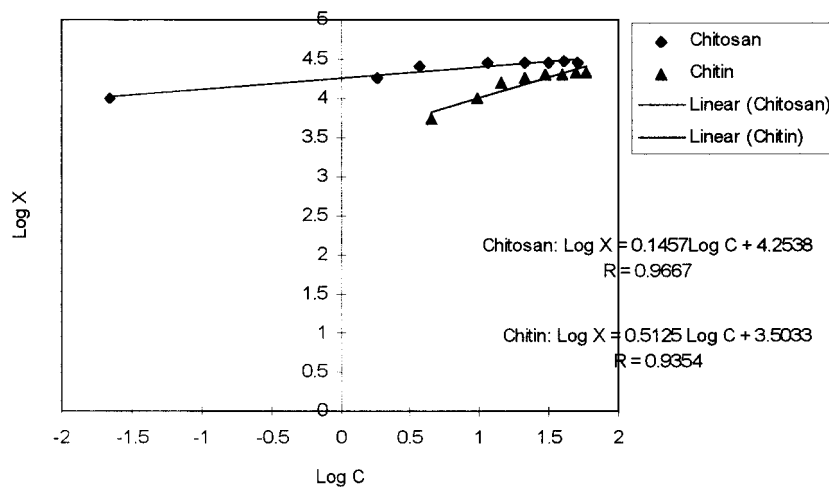 5
4.5
4
3.5
3
2.5
2
1.5
1
0.5
0
Log X
-2 -1.5 -1 -0.5 0 0.5 1 1.5 2
Log C
Chitosan
Chitin
Linear (Chitosan)
Linear (Chitin)
Chitosan: Log X = 0.1457Log C + 4.2538
R = 0.9667
Chitin: Log X = 0.5125 Log C + 3.5033
R = 0.9354